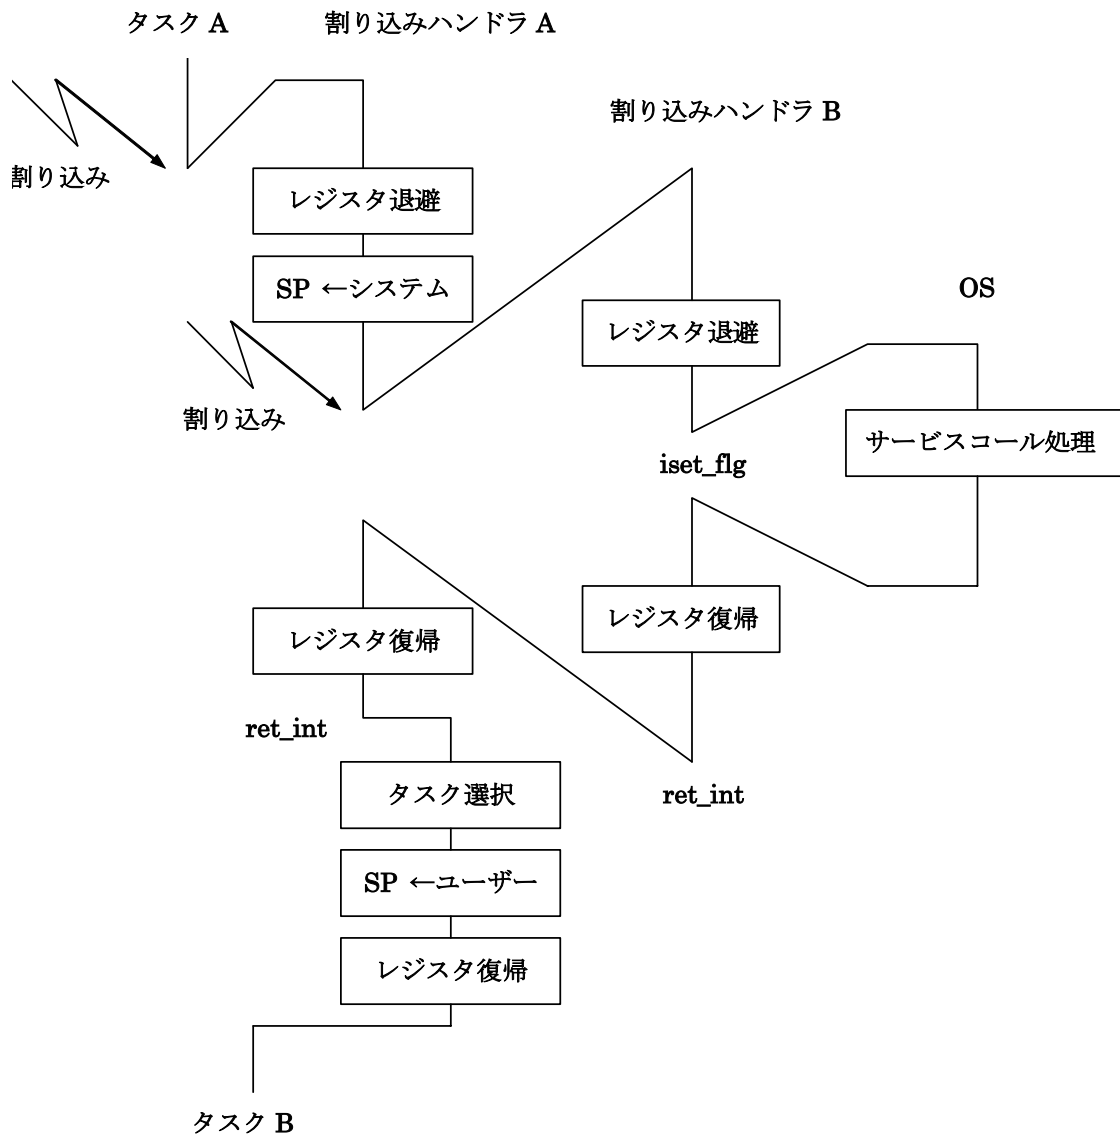 タスク A
割り込みハンドラ A
割り込みハンドラ B
割り込み
レジスタ退避
SP ←システム
OS
レジスタ退避
割り込み
サービスコール処理
iset_flg
レジスタ復帰
レジスタ復帰
ret_int
タスク選択
ret_int
SP ←ユーザー
レジスタ復帰
タスク B